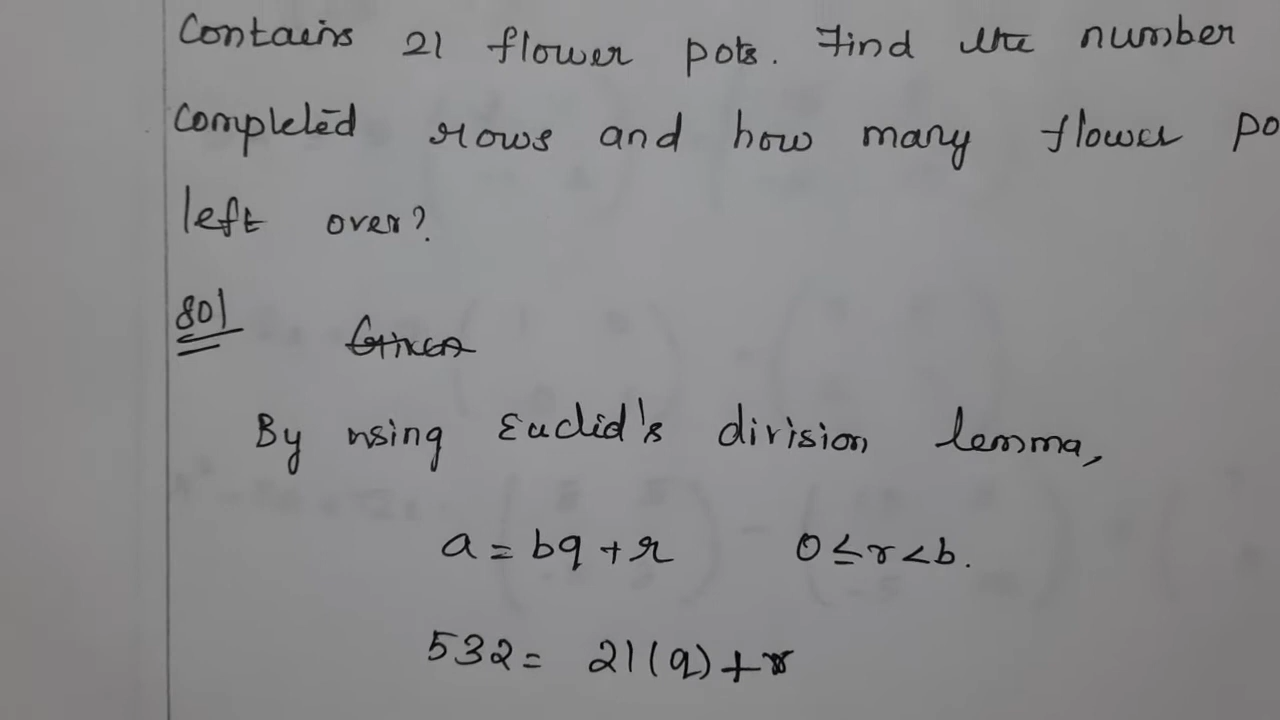 Contains 21 flower pots. Find the number
completed rows and how many flower po
left over?
Sol
Given
By using Euclid's division lemma,
a = bq + r 0 ≤ r < b.
532 = 21(q) + r